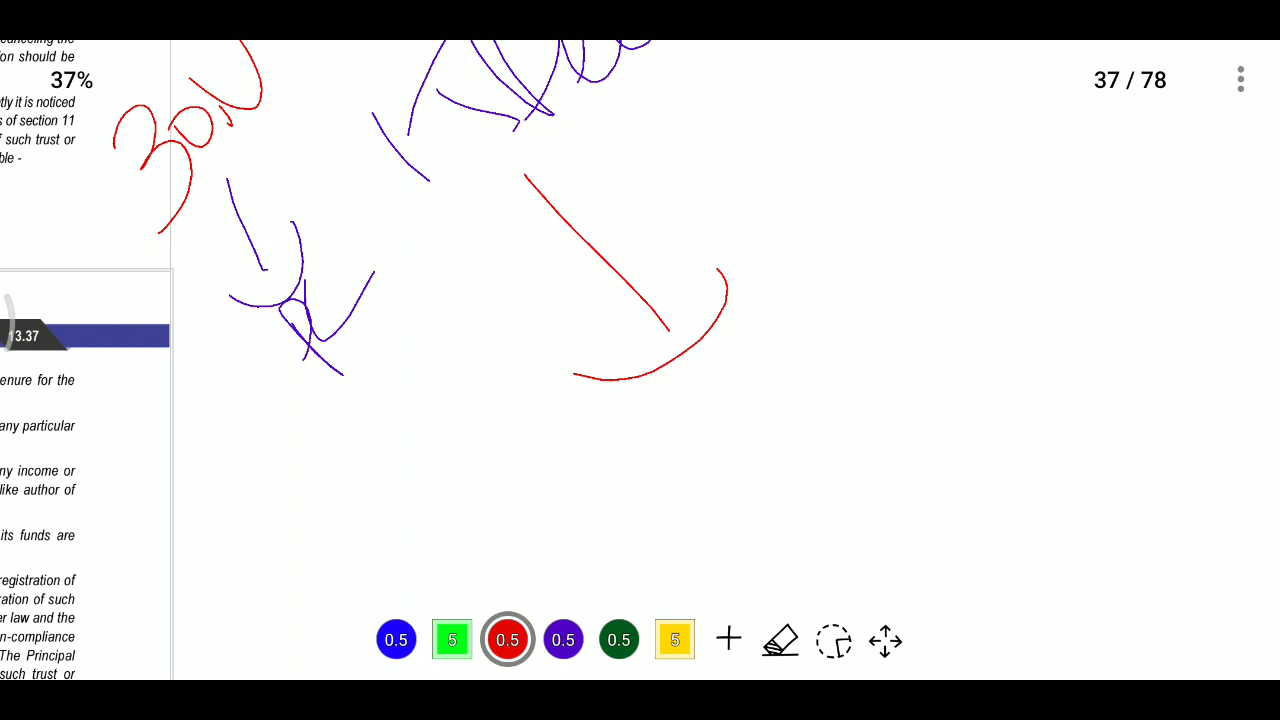 ion should be
37%
37 / 78
tly it is noticed
s of section 11
f such trust or
ble -
30
13.37
enure for the
any particular
ny income or
like author of
its funds are
registration of
ration of such
er law and the
n-compliance
The Principal
such trust or
0.5 5 0.5 0.5 0.5 5